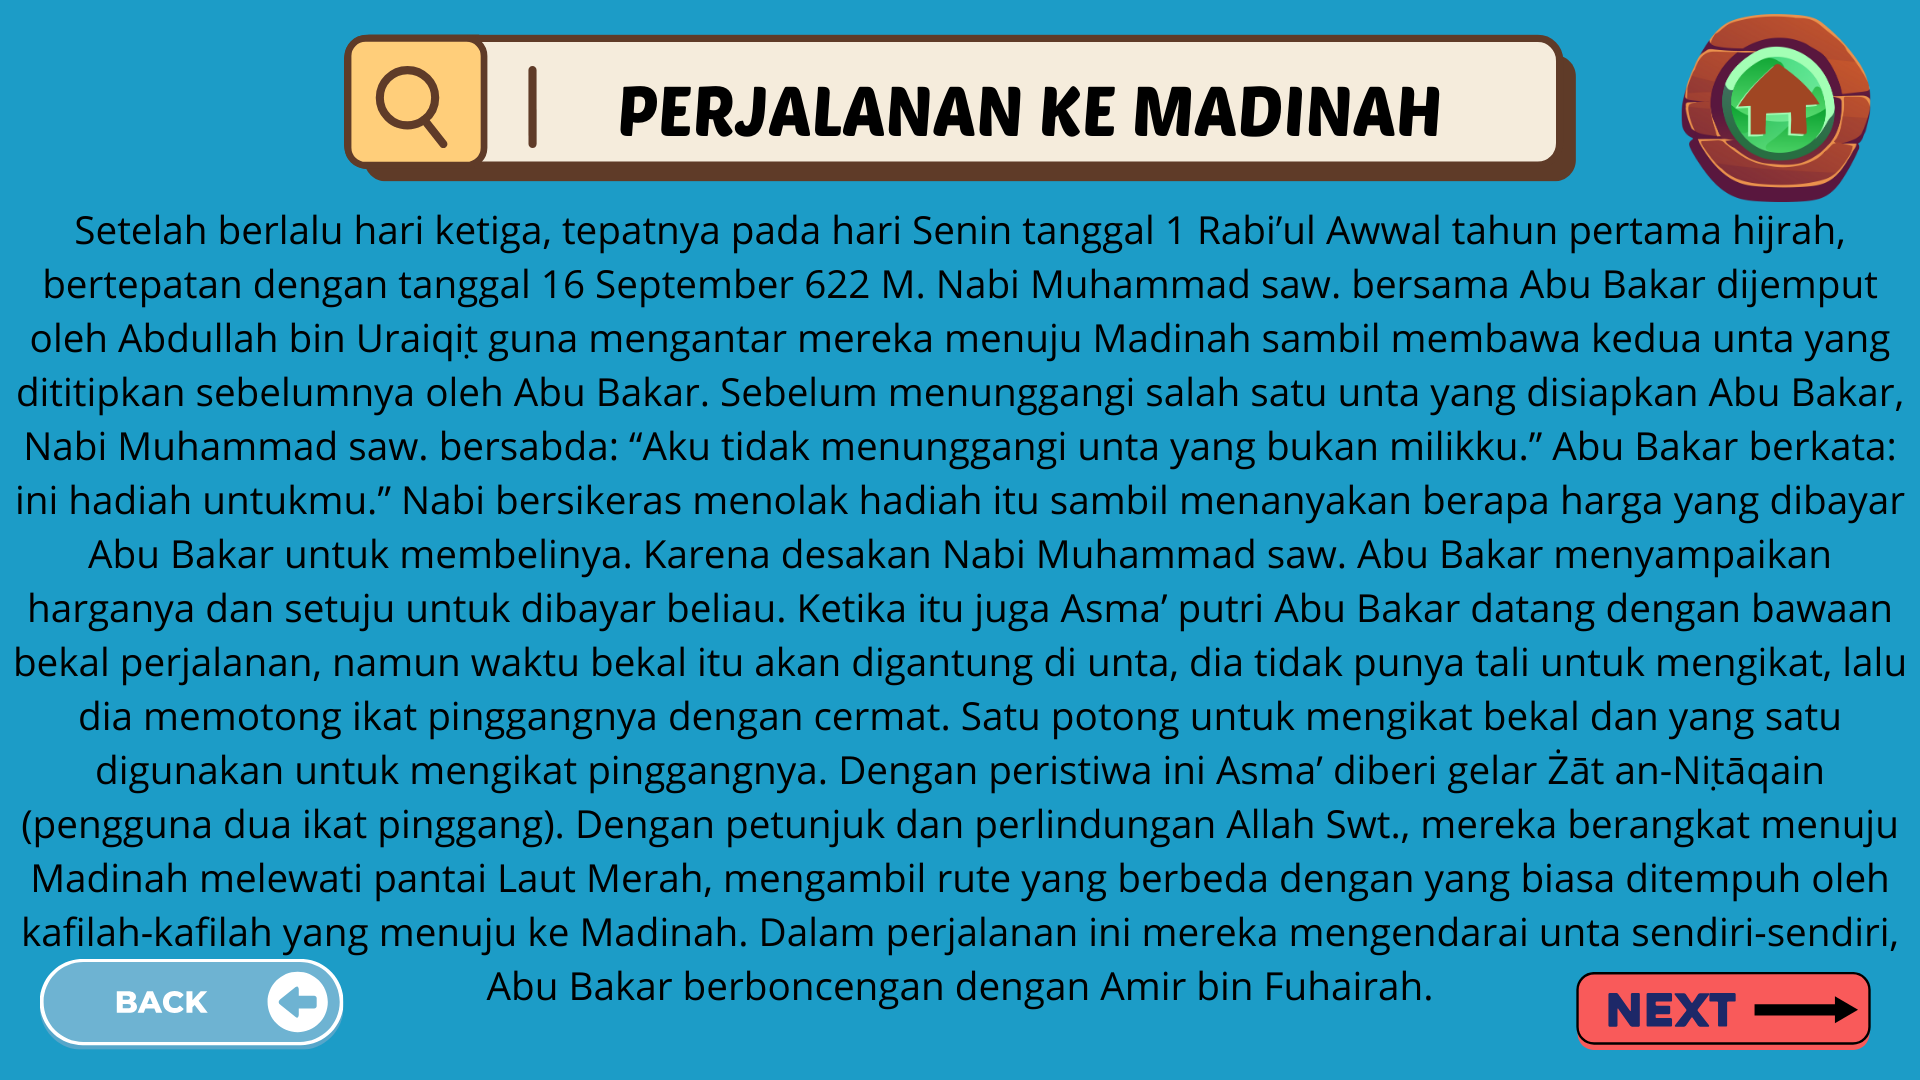 PERJALANAN KE MADINAH
Setelah berlalu hari ketiga, tepatnya pada hari Senin tanggal 1 Rabi’ul Awwal tahun pertama hijrah,
bertepatan dengan tanggal 16 September 622 M. Nabi Muhammad saw. bersama Abu Bakar dijemput
oleh Abdullah bin Uraiqiṭ guna mengantar mereka menuju Madinah sambil membawa kedua unta yang
dititipkan sebelumnya oleh Abu Bakar. Sebelum menunggangi salah satu unta yang disiapkan Abu Bakar,
Nabi Muhammad saw. bersabda: “Aku tidak menunggangi unta yang bukan milikku.” Abu Bakar berkata:
ini hadiah untukmu.” Nabi bersikeras menolak hadiah itu sambil menanyakan berapa harga yang dibayar
Abu Bakar untuk membelinya. Karena desakan Nabi Muhammad saw. Abu Bakar menyampaikan
harganya dan setuju untuk dibayar beliau. Ketika itu juga Asma’ putri Abu Bakar datang dengan bawaan
bekal perjalanan, namun waktu bekal itu akan digantung di unta, dia tidak punya tali untuk mengikat, lalu
dia memotong ikat pinggangnya dengan cermat. Satu potong untuk mengikat bekal dan yang satu
digunakan untuk mengikat pinggangnya. Dengan peristiwa ini Asma’ diberi gelar Żāt an-Niṭāqain
(pengguna dua ikat pinggang). Dengan petunjuk dan perlindungan Allah Swt., mereka berangkat menuju
Madinah melewati pantai Laut Merah, mengambil rute yang berbeda dengan yang biasa ditempuh oleh
kafilah-kafilah yang menuju ke Madinah. Dalam perjalanan ini mereka mengendarai unta sendiri-sendiri,
Abu Bakar berboncengan dengan Amir bin Fuhairah.
BACK
NEXT